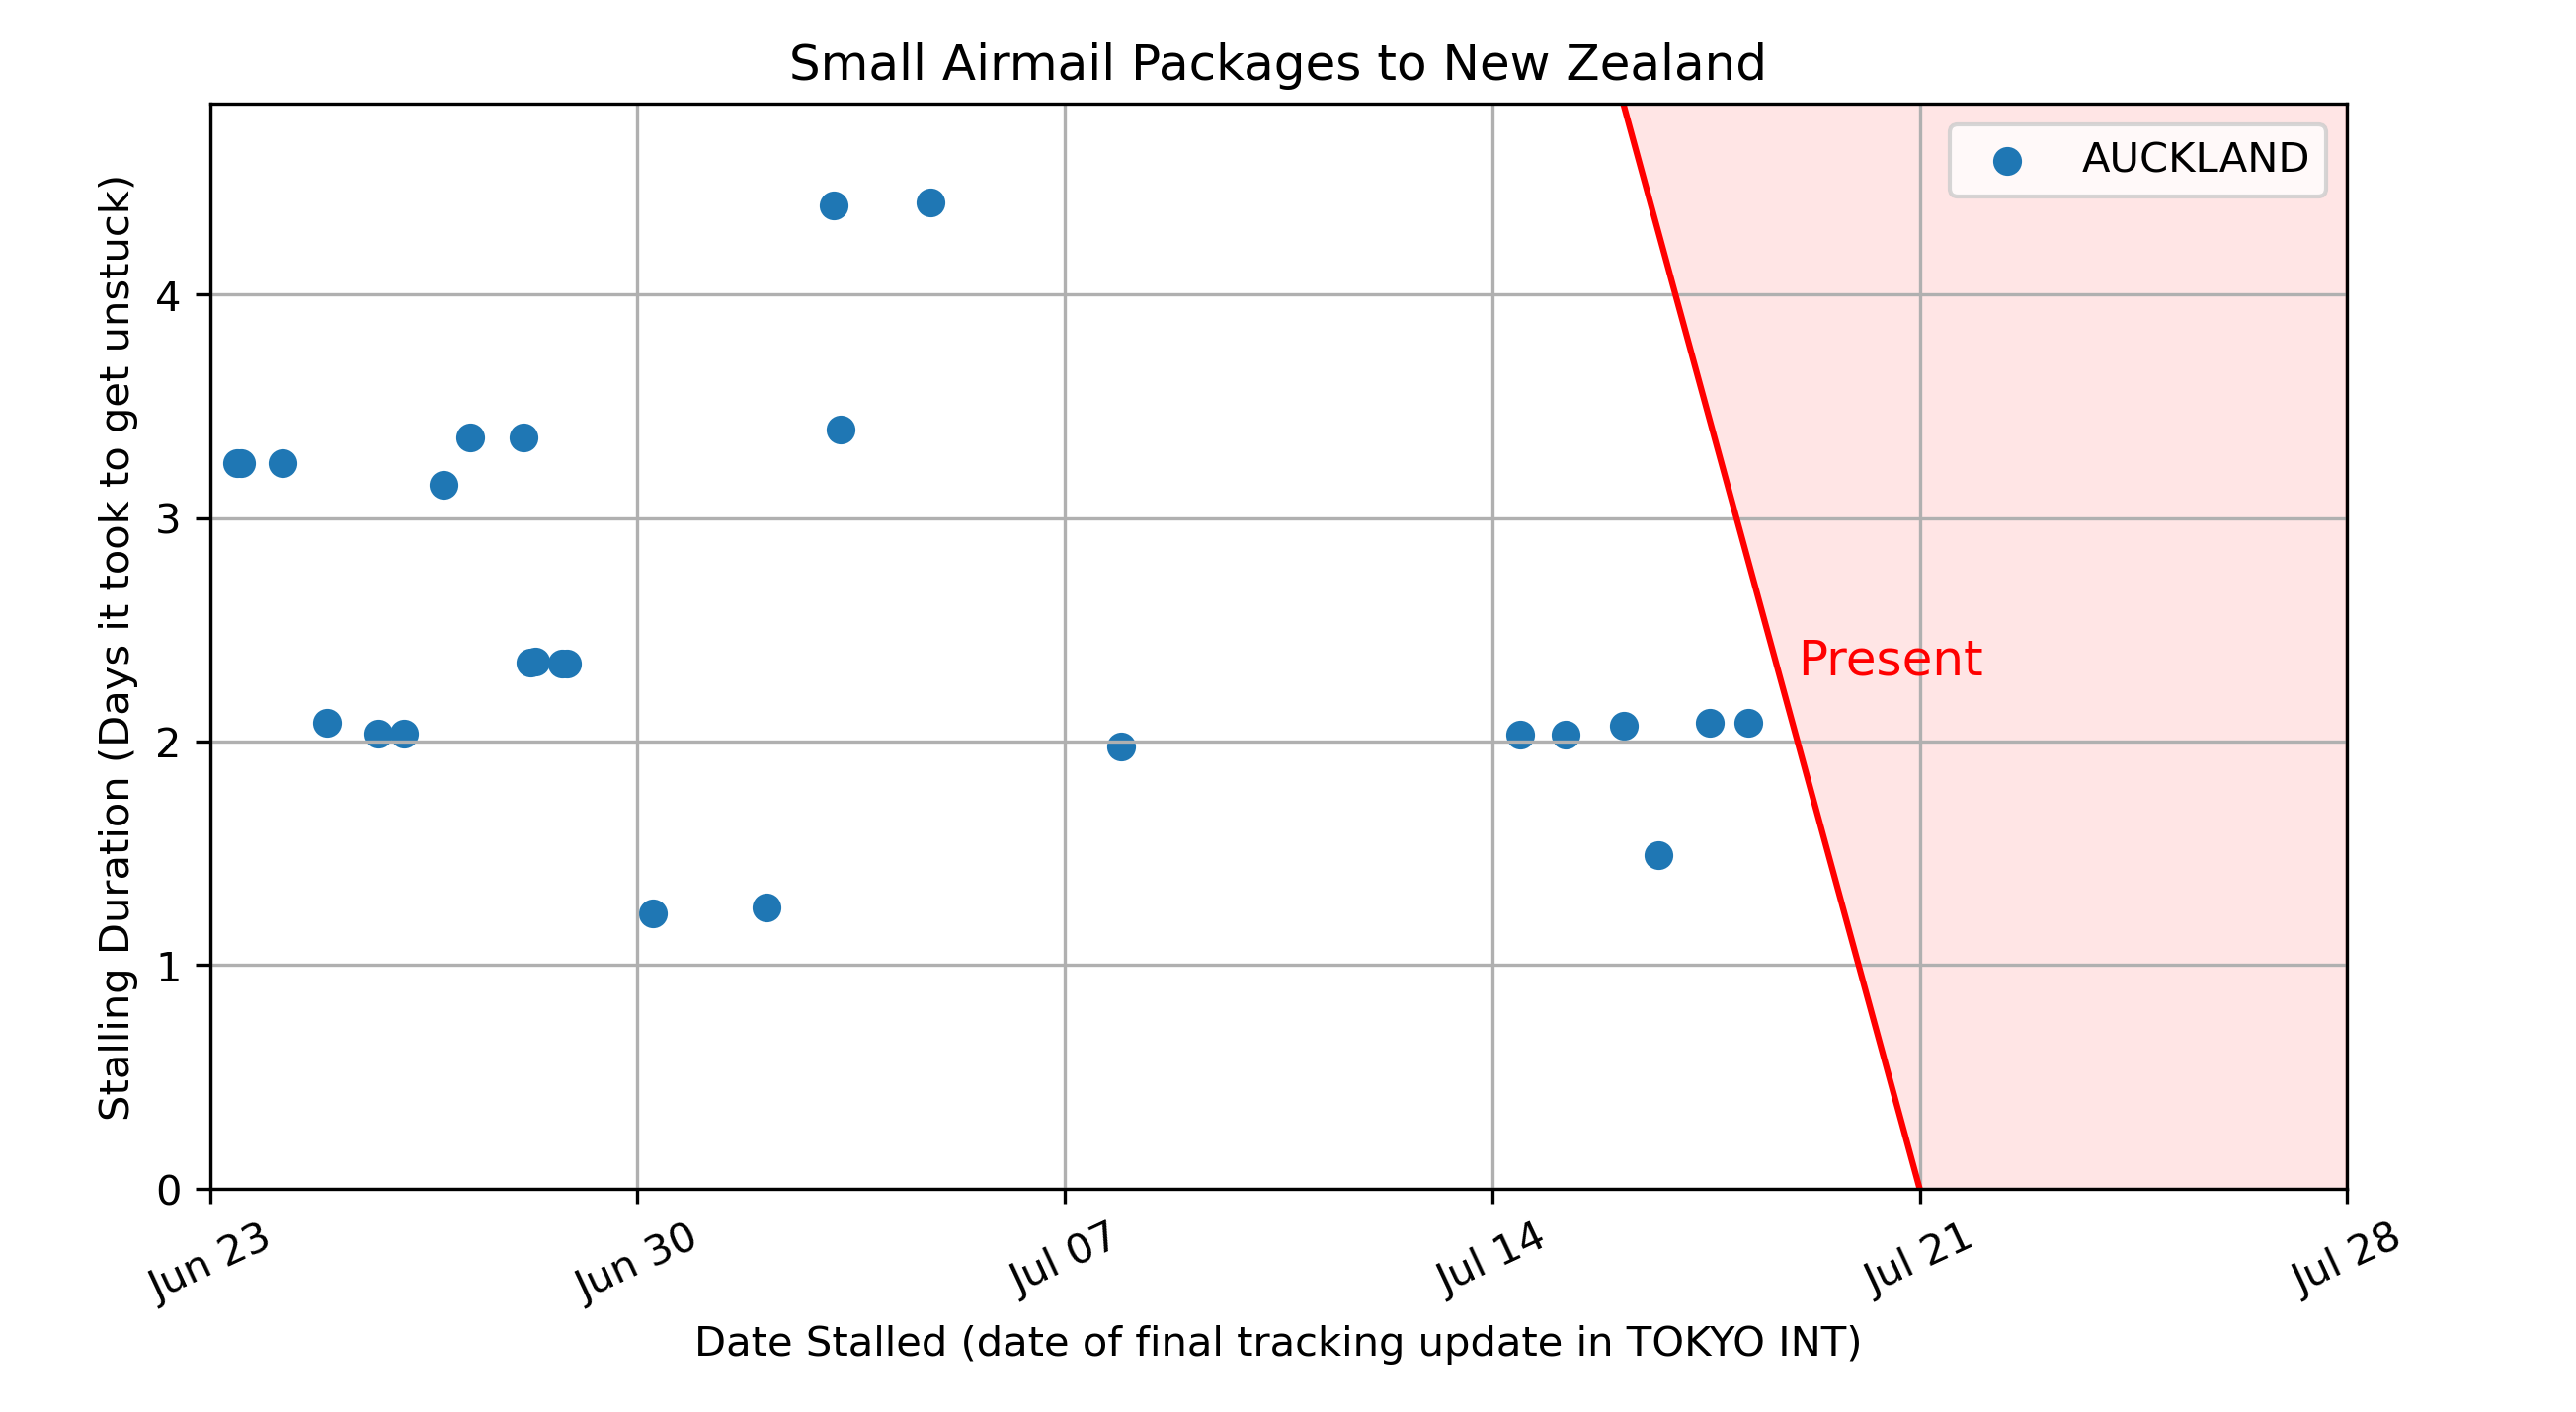 Small Airmail Packages to New Zealand
AUCKLAND
Stalling Duration (Days it took to get unstuck)
4
3
2
1
0
Present
Jun 23
Jun 30
Jul 07
Jul 14
Jul 21
Jul 28
Date Stalled (date of final tracking update in TOKYO INT)